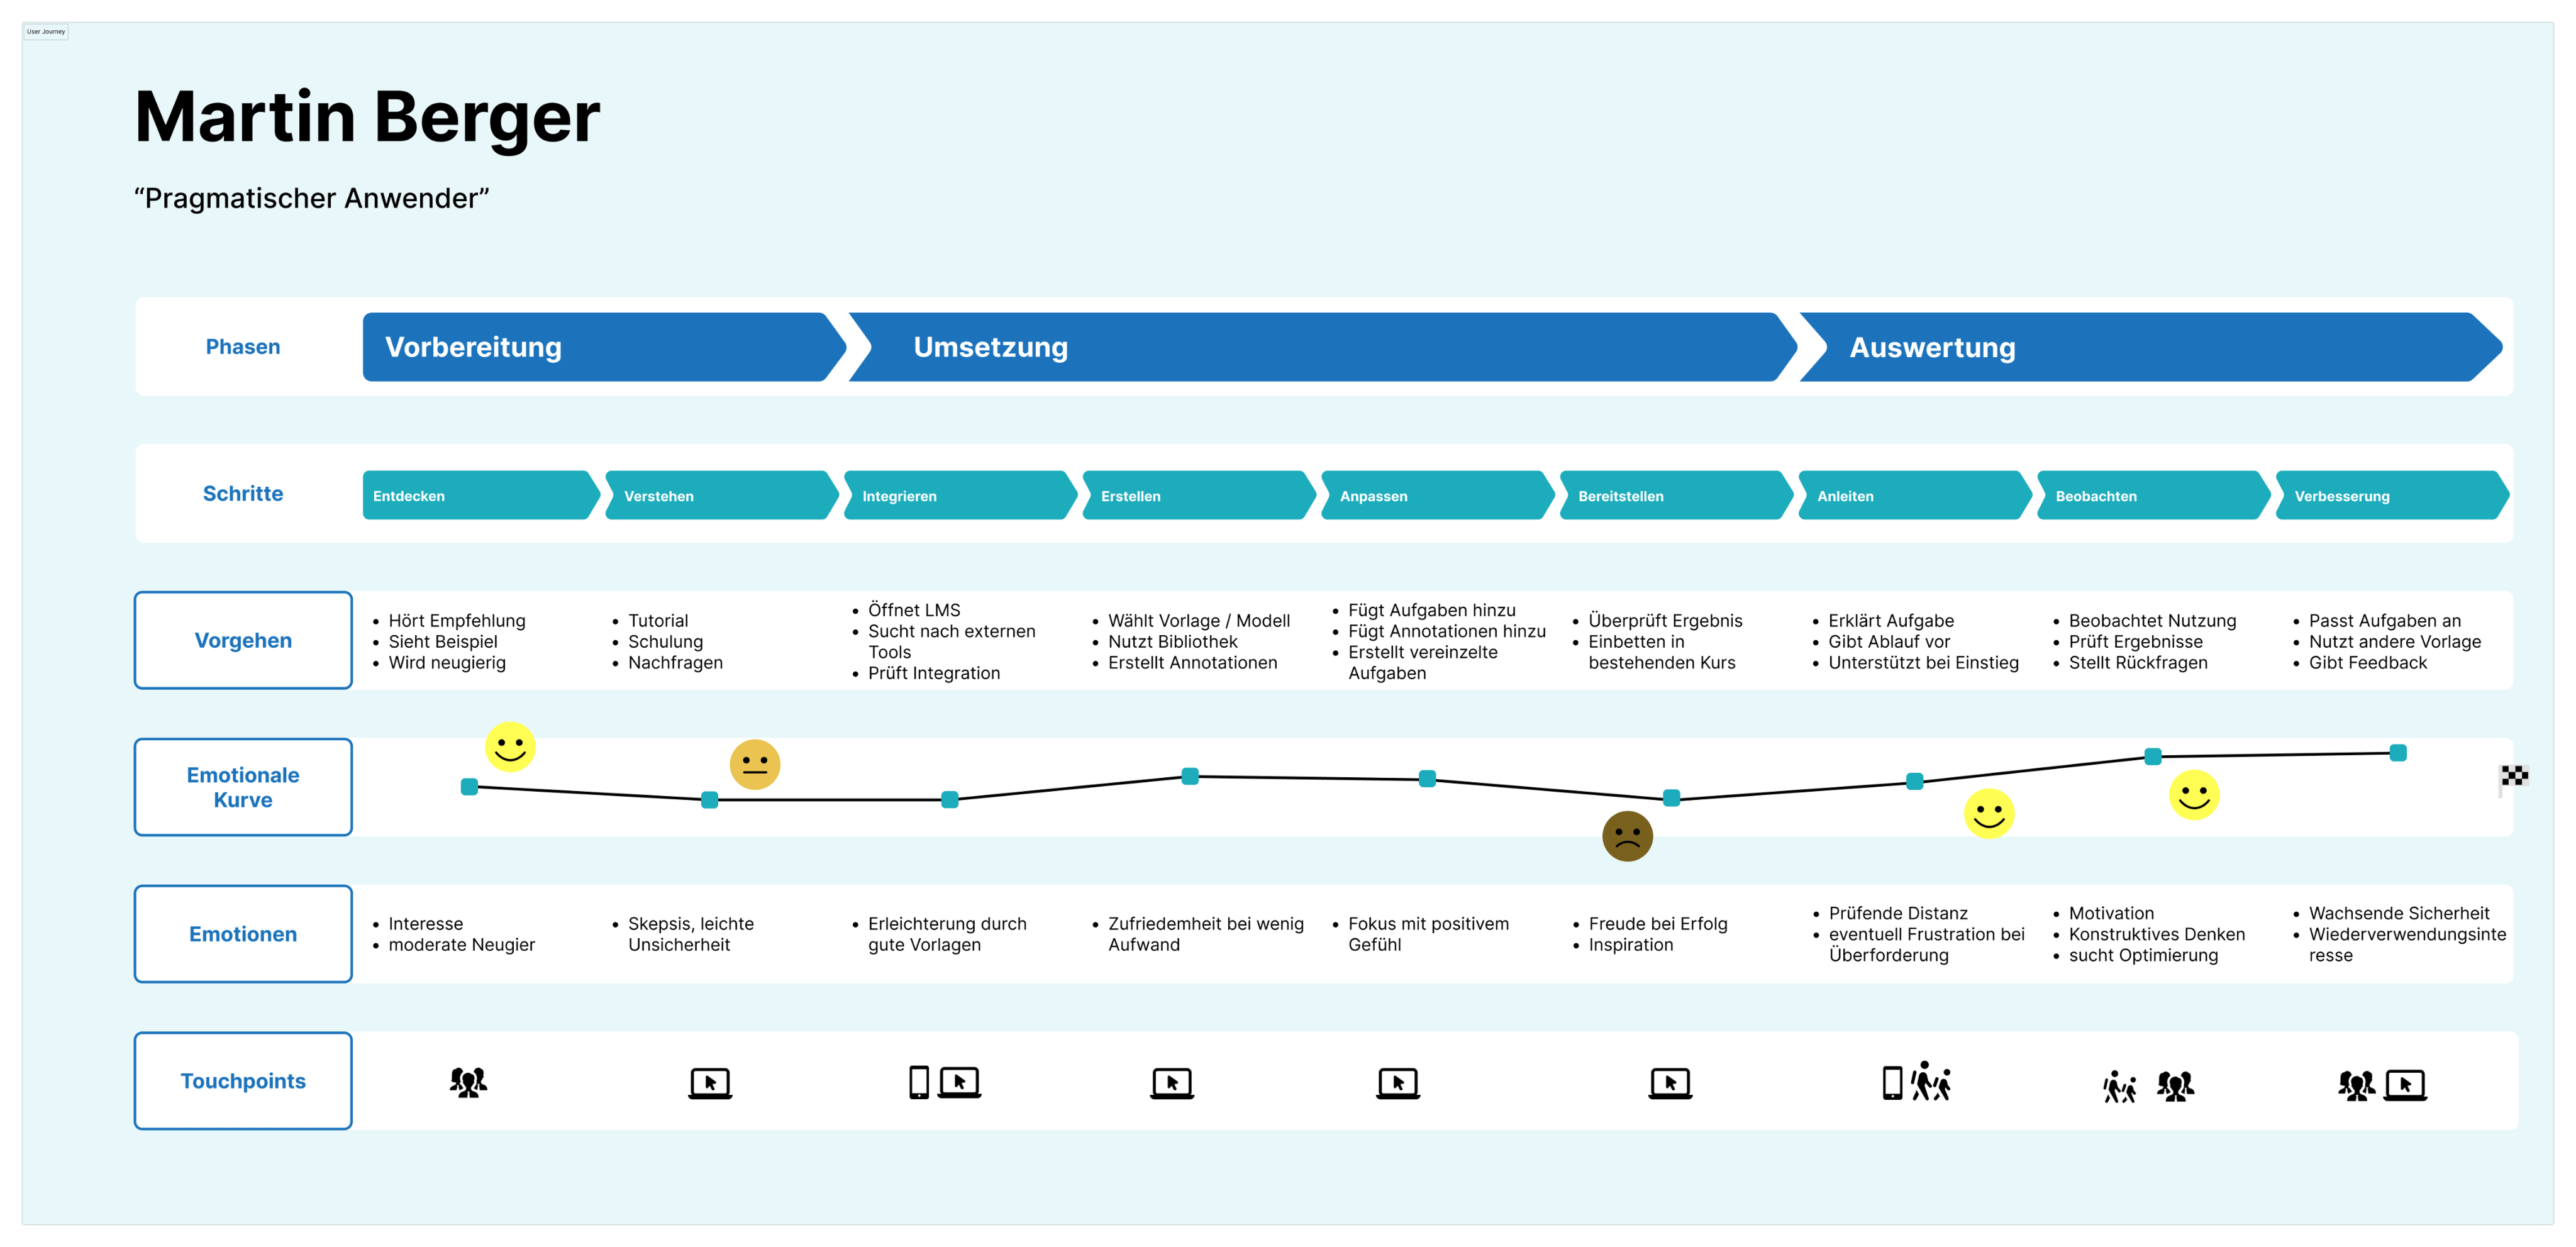 User Journey
Martin Berger
“Pragmatischer Anwender”
Phasen
Vorbereitung
Umsetzung
Auswertung
Schritte
Entdecken
Verstehen
Integrieren
Erstellen
Anpassen
Bereitstellen
Anleiten
Beobachten
Verbesserung
Vorgehen
• Hört Empfehlung
• Sieht Beispiel
• Wird neugierig
• Tutorial
• Schulung
• Nachfragen
• Öffnet LMS
• Sucht nach externen
Tools
• Prüft Integration
• Wählt Vorlage / Modell
• Nutzt Bibliothek
• Erstellt Annotationen
• Fügt Aufgaben hinzu
• Fügt Annotationen hinzu
• Erstellt vereinzelte
Aufgaben
• Überprüft Ergebnis
• Einbetten in
bestehenden Kurs
• Erklärt Aufgabe
• Gibt Ablauf vor
• Unterstützt bei Einstieg
• Beobachtet Nutzung
• Prüft Ergebnisse
• Stellt Rückfragen
• Passt Aufgaben an
• Nutzt andere Vorlage
• Gibt Feedback
Emotionale
Kurve
Emotionen
• Interesse
• moderate Neugier
• Skepsis, leichte
Unsicherheit
• Erleichterung durch
gute Vorlagen
• Zufriedemheit bei wenig
Aufwand
• Fokus mit positivem
Gefühl
• Freude bei Erfolg
• Inspiration
• Prüfende Distanz
• eventuell Frustration bei
Überforderung
• Motivation
• Konstruktives Denken
• sucht Optimierung
• Wachsende Sicherheit
• Wiederverwendungsinte
resse
Touchpoints